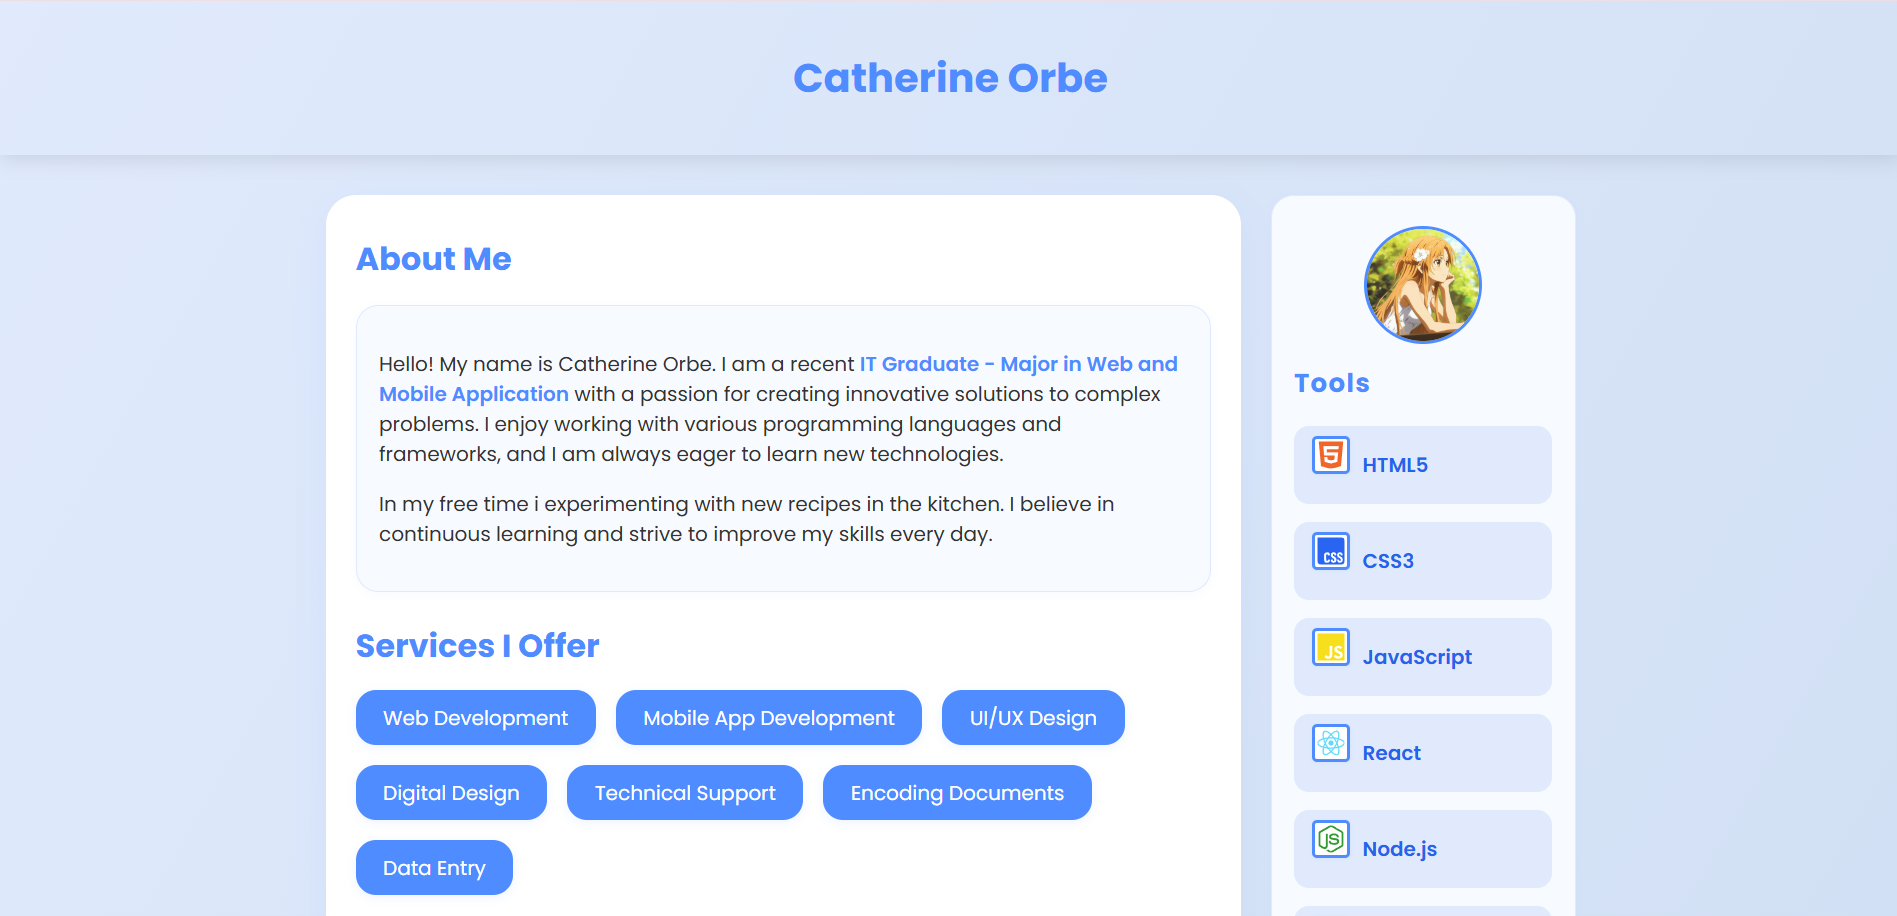 Catherine Orbe
About Me
Hello! My name is Catherine Orbe. I am a recent IT Graduate - Major in Web and
Mobile Application with a passion for creating innovative solutions to complex
problems. I enjoy working with various programming languages and
frameworks, and I am always eager to learn new technologies.
In my free time i experimenting with new recipes in the kitchen. I believe in
continuous learning and strive to improve my skills every day.
Services I Offer
Web Development
Mobile App Development
UI/UX Design
Digital Design
Technical Support
Encoding Documents
Data Entry
Tools
5
HTML5
CSS
CSS3
JS
JavaScript
React
JS
Node.js